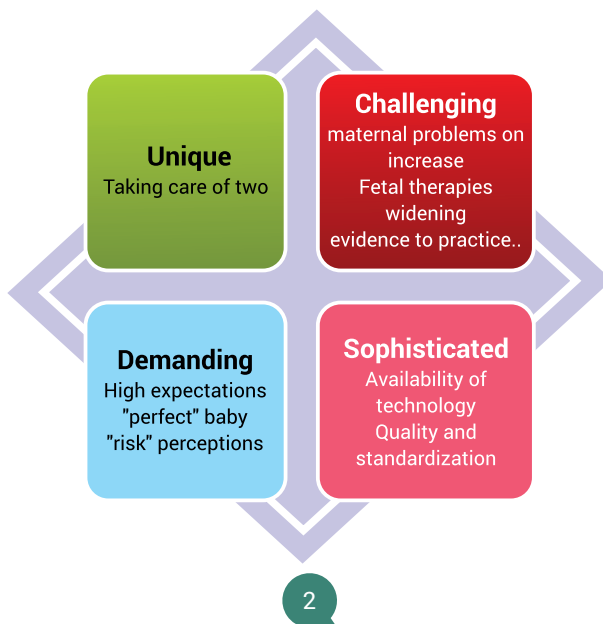 Unique
Taking care of two
Challenging
maternal problems on
increase
Fetal therapies
widening
evidence to practice..
Demanding
High expectations
"perfect" baby
"risk" perceptions
Sophisticated
Availability of
technology
Quality and
standardization
2